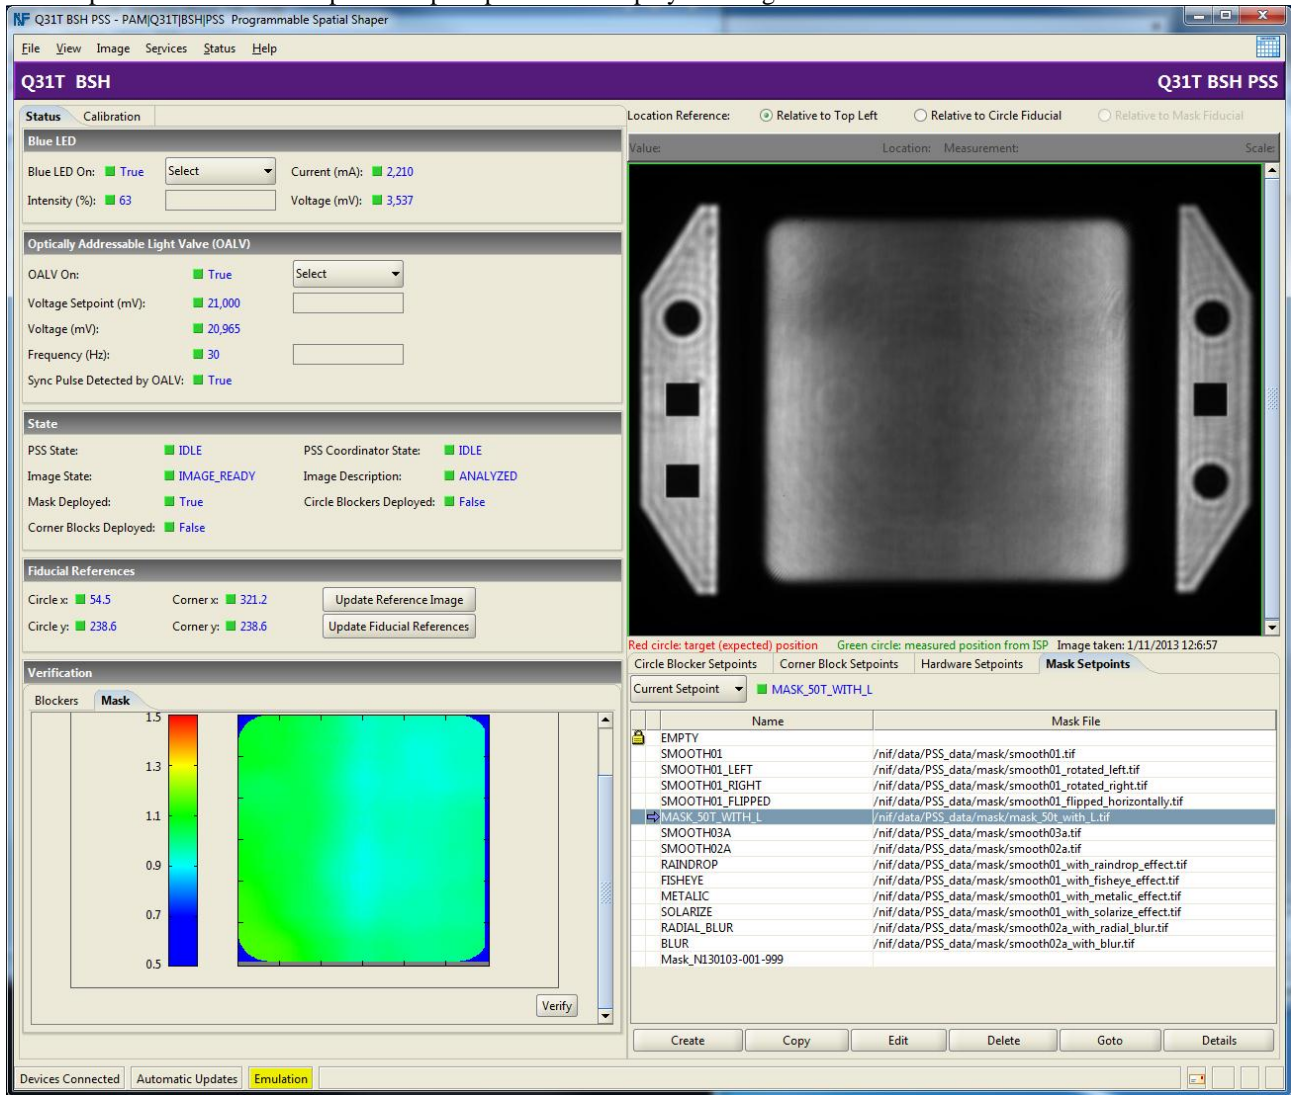 Q31T BSH PSS - PAM|Q31T|BSH|PSS Programmable Spatial Shaper
File View Image Services Status Help
Q31T BSH
Q31T BSH PSS
Status Calibration
Blue LED
Blue LED On: True Select Current (mA): 2,210
Intensity (%): 63 Voltage (mV): 3,537
Optically Addressable Light Valve (OALV)
OALV On: True Select
Voltage Setpoint (mV): 21,000
Voltage (mV): 20,965
Frequency (Hz): 30
Sync Pulse Detected by OALV: True
State
PSS State: IDLE PSS Coordinator State: IDLE
Image State: IMAGE_READY Image Description: ANALYZED
Mask Deployed: True Circle Blockers Deployed: False
Corner Blocks Deployed: False
Fiducial References
Circle x: 54.5 Corner x: 321.2 Update Reference Image
Circle y: 238.6 Corner y: 238.6 Update Fiducial References
Verification
Blockers Mask
1.5
1.3
1.1
0.9
0.7
0.5
Verify
Location Reference: Relative to Top Left Relative to Circle Fiducial Relative to Mask Fiducial
Value: Location: Measurement: Scale:
Red circle: target (expected) position Green circle: measured position from ISP Image taken: 1/11/2013 12:6:57
Circle Blocker Setpoints Corner Block Setpoints Hardware Setpoints Mask Setpoints
Current Setpoint MASK_50T_WITH_L
Name Mask File
EMPTY
SMOOTH01 /nif/data/PSS_data/mask/smooth01.tif
SMOOTH01_LEFT /nif/data/PSS_data/mask/smooth01_rotated_left.tif
SMOOTH01_RIGHT /nif/data/PSS_data/mask/smooth01_rotated_right.tif
SMOOTH01_FLIPPED /nif/data/PSS_data/mask/smooth01_flipped_horizontally.tif
MASK_50T_WITH_L /nif/data/PSS_data/mask/mask_50t_with_L.tif
SMOOTH03A /nif/data/PSS_data/mask/smooth03a.tif
SMOOTH02A /nif/data/PSS_data/mask/smooth02a.tif
RAINDROP /nif/data/PSS_data/mask/smooth01_with_raindrop_effect.tif
FISHEYE /nif/data/PSS_data/mask/smooth01_with_fisheye_effect.tif
METALIC /nif/data/PSS_data/mask/smooth01_with_metalic_effect.tif
SOLARIZE /nif/data/PSS_data/mask/smooth01_with_solarize_effect.tif
RADIAL_BLUR /nif/data/PSS_data/mask/smooth02a_with_radial_blur.tif
BLUR /nif/data/PSS_data/mask/smooth02a_with_blur.tif
Mask_N130103-001-999
Create Copy Edit Delete Goto Details
Devices Connected Automatic Updates Emulation